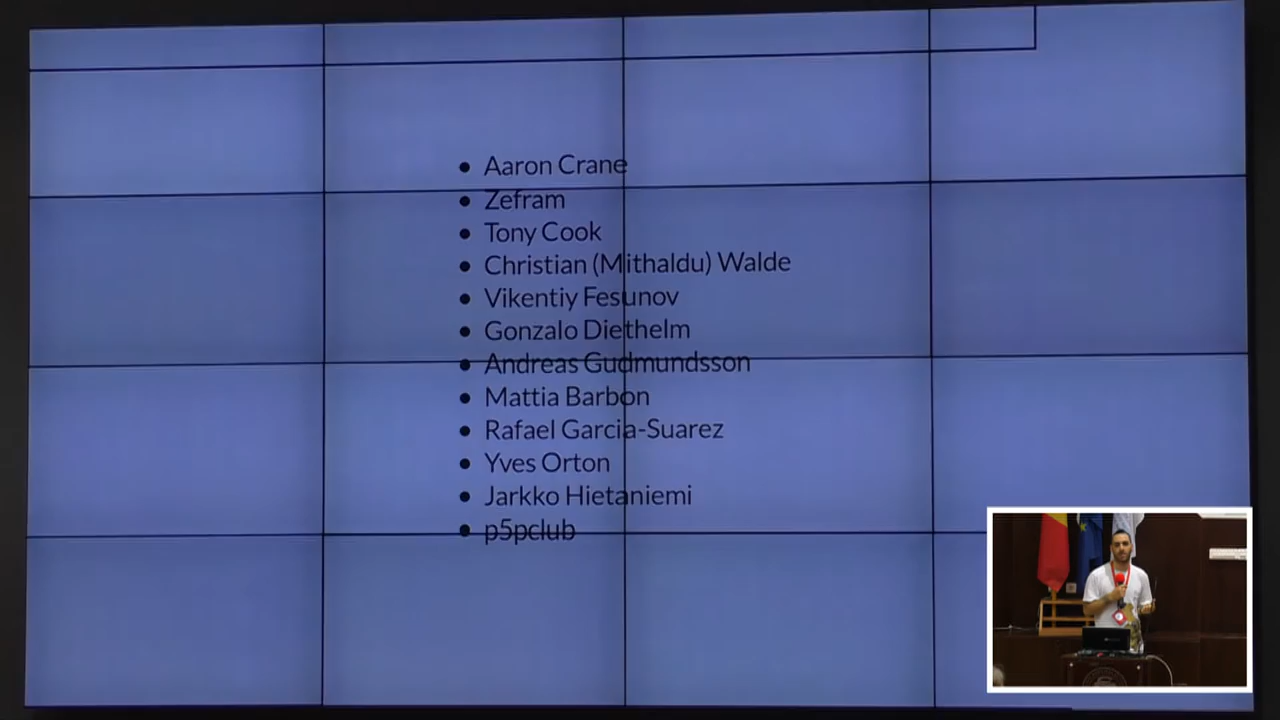 Aaron Crane
Zefram
Tony Cook
Christian (Mithaldu) Walde
Vikentiy Fesunov
Gonzalo Diethelm
Andreas Gudmundsson
Mattia Barbon
Rafael Garcia-Suarez
Yves Orton
Jarkko Hietaniemi
p5pclub